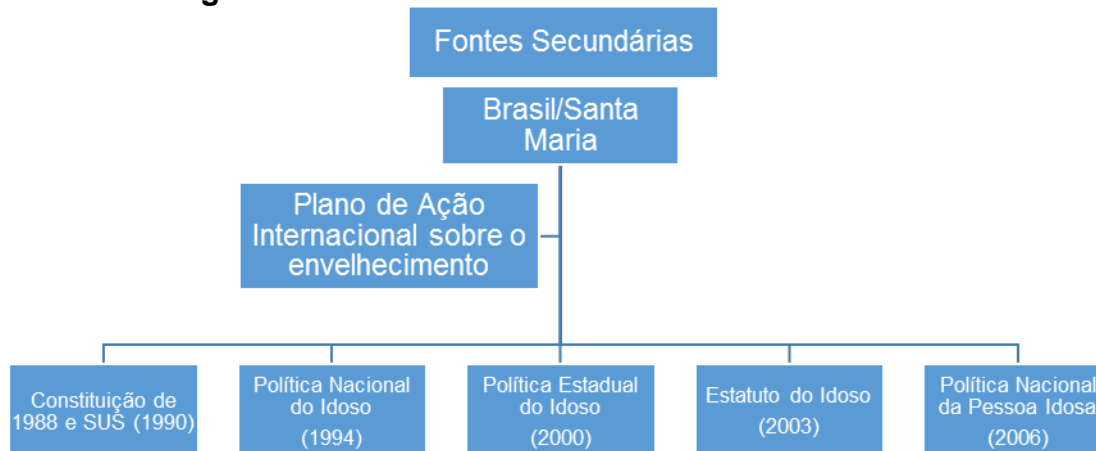 Fontes Secundárias
Brasil/Santa
Maria
Plano de Ação
Internacional sobre o
envelhecimento
Constituição de
1988 e SUS (1990)
Política Nacional
do Idoso
(1994)
Política Estadual
do Idoso
(2000)
Estatuto do Idoso
(2003)
Política Nacional
da Pessoa Idosa
(2006)